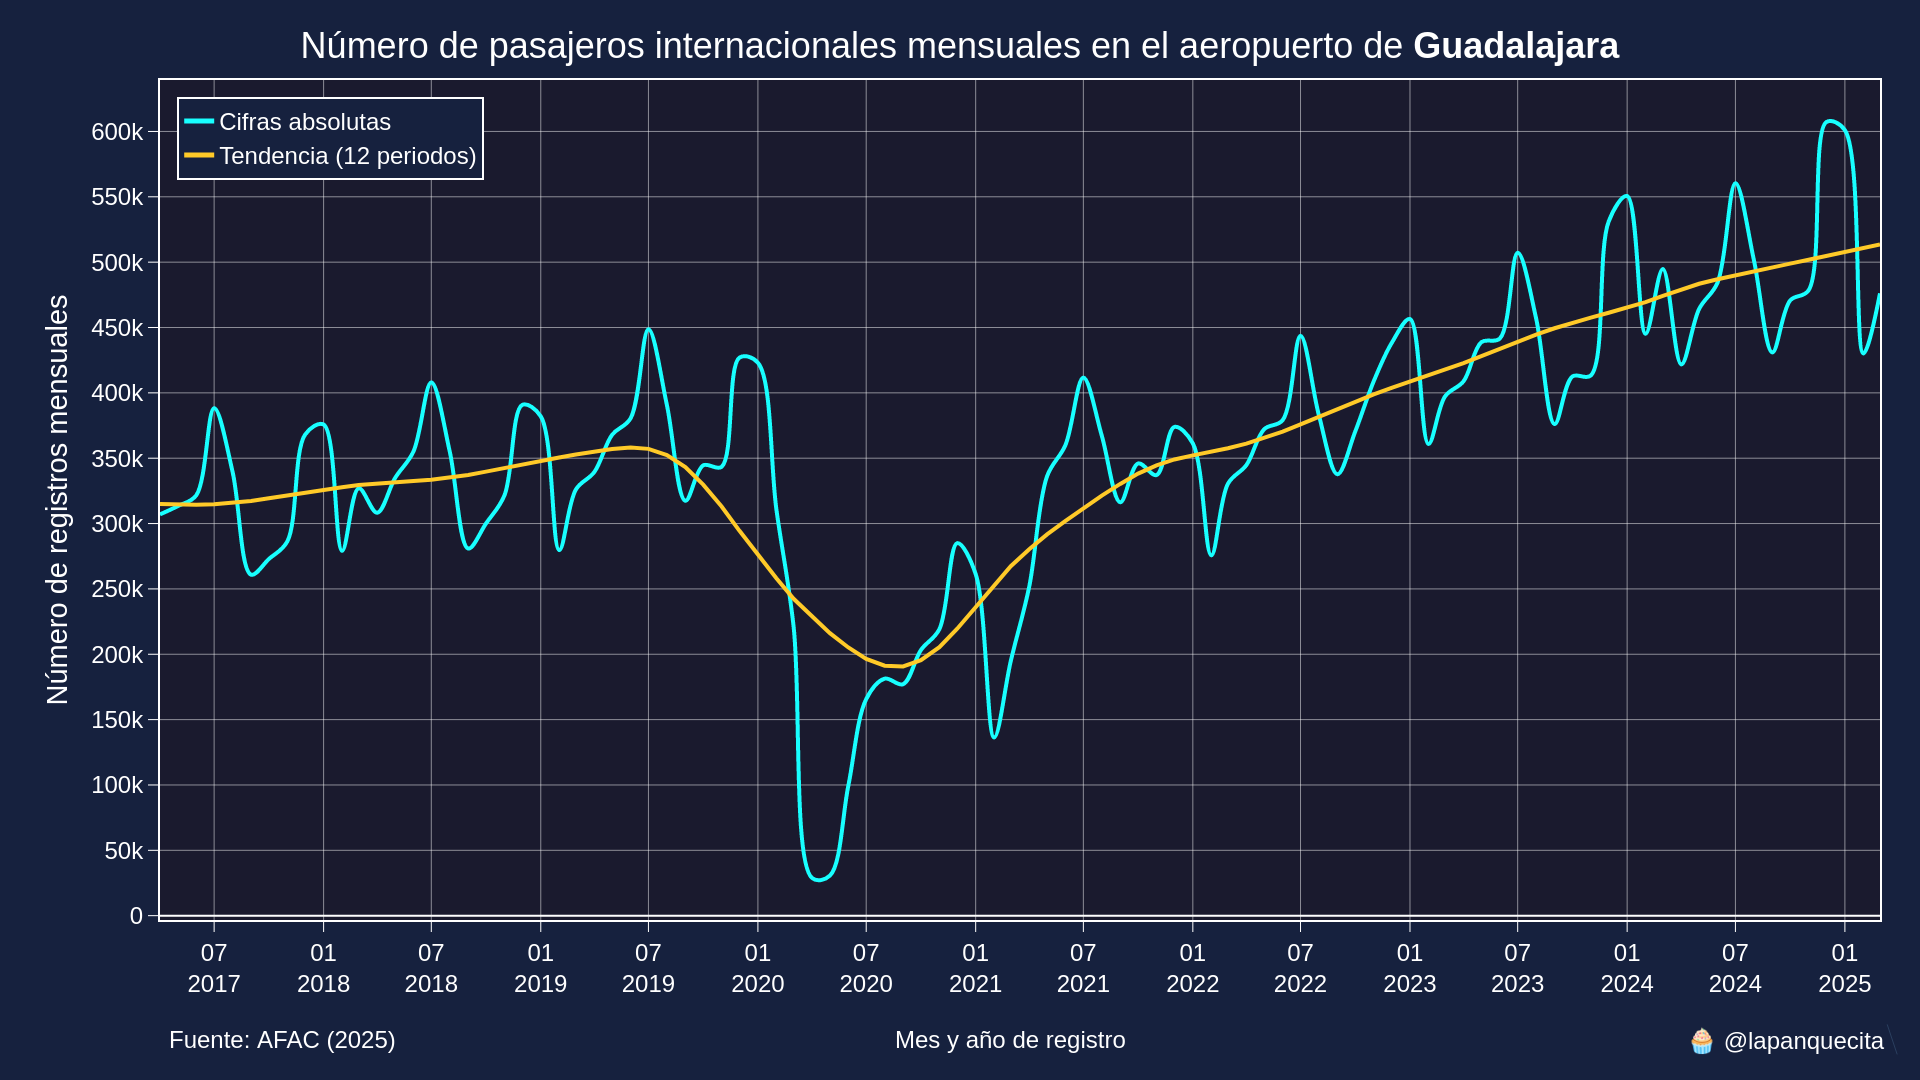 Número de pasajeros internacionales mensuales en el aeropuerto de Guadalajara
Cifras absolutas
Tendencia (12 periodos)
Número de registros mensuales
600k
550k
500k
450k
400k
350k
300k
250k
200k
150k
100k
50k
0
07 01 07 01 07 01 07 01 07 01 07 01 07 01 07 01
2017 2018 2018 2019 2019 2020 2020 2021 2021 2022 2022 2023 2023 2024 2024 2025
Fuente: AFAC (2025)
Mes y año de registro
🧁 @lapanquecita